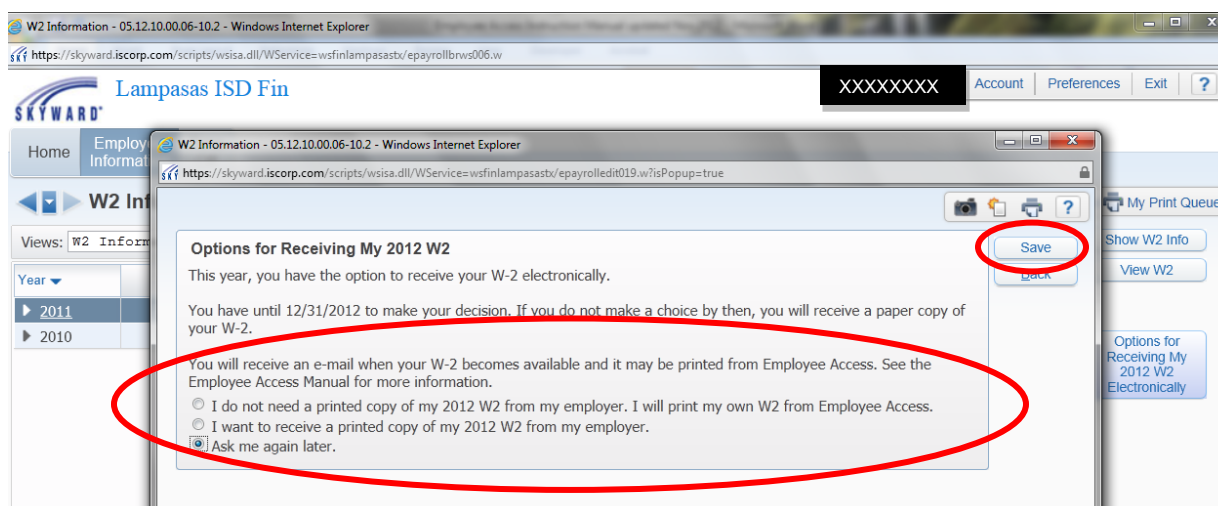 W2 Information - 05.12.10.00.06-10.2 - Windows Internet Explorer
https://skyward.iscorp.com/scripts/wsisa.dll/WService=wsfinlampasastx/epayrollbrws006.w
SKYWARD
Lampasas ISD Fin
XXXXXXXX
Account Preferences Exit ?
Home
Employ
Informat
W2 Information - 05.12.10.00.06-10.2 - Windows Internet Explorer
https://skyward.iscorp.com/scripts/wsisa.dll/WService=wsfinlampasastx/epayrolledit019.w?isPopup=true
W2 Inf
My Print Queue
?
Views: W2 Inform
Options for Receiving My 2012 W2
Save
Show W2 Info
This year, you have the option to receive your W-2 electronically.
Back
View W2
Year
You have until 12/31/2012 to make your decision. If you do not make a choice by then, you will receive a paper copy of
your W-2.
2011
2010
You will receive an e-mail when your W-2 becomes available and it may be printed from Employee Access. See the
Employee Access Manual for more information.
I do not need a printed copy of my 2012 W2 from my employer. I will print my own W2 from Employee Access.
I want to receive a printed copy of my 2012 W2 from my employer.
Ask me again later.
Options for
Receiving My
2012 W2
Electronically